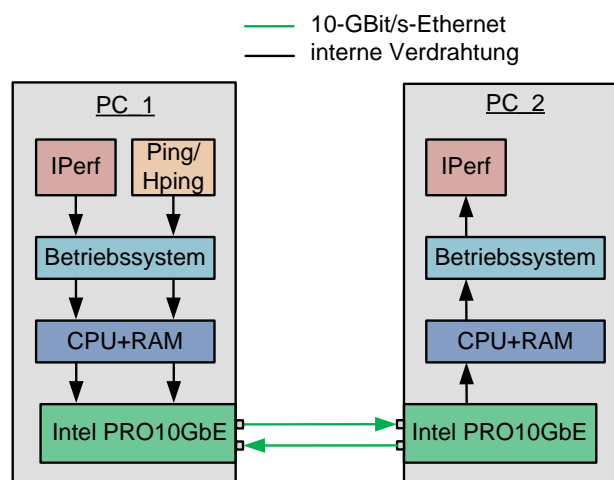 10-GBit/s-Ethernet
interne Verdrahtung
PC_1
IPerf
Ping/
Hping
Betriebssystem
CPU+RAM
Intel PRO10GbE
PC_2
IPerf
Betriebssystem
CPU+RAM
Intel PRO10GbE